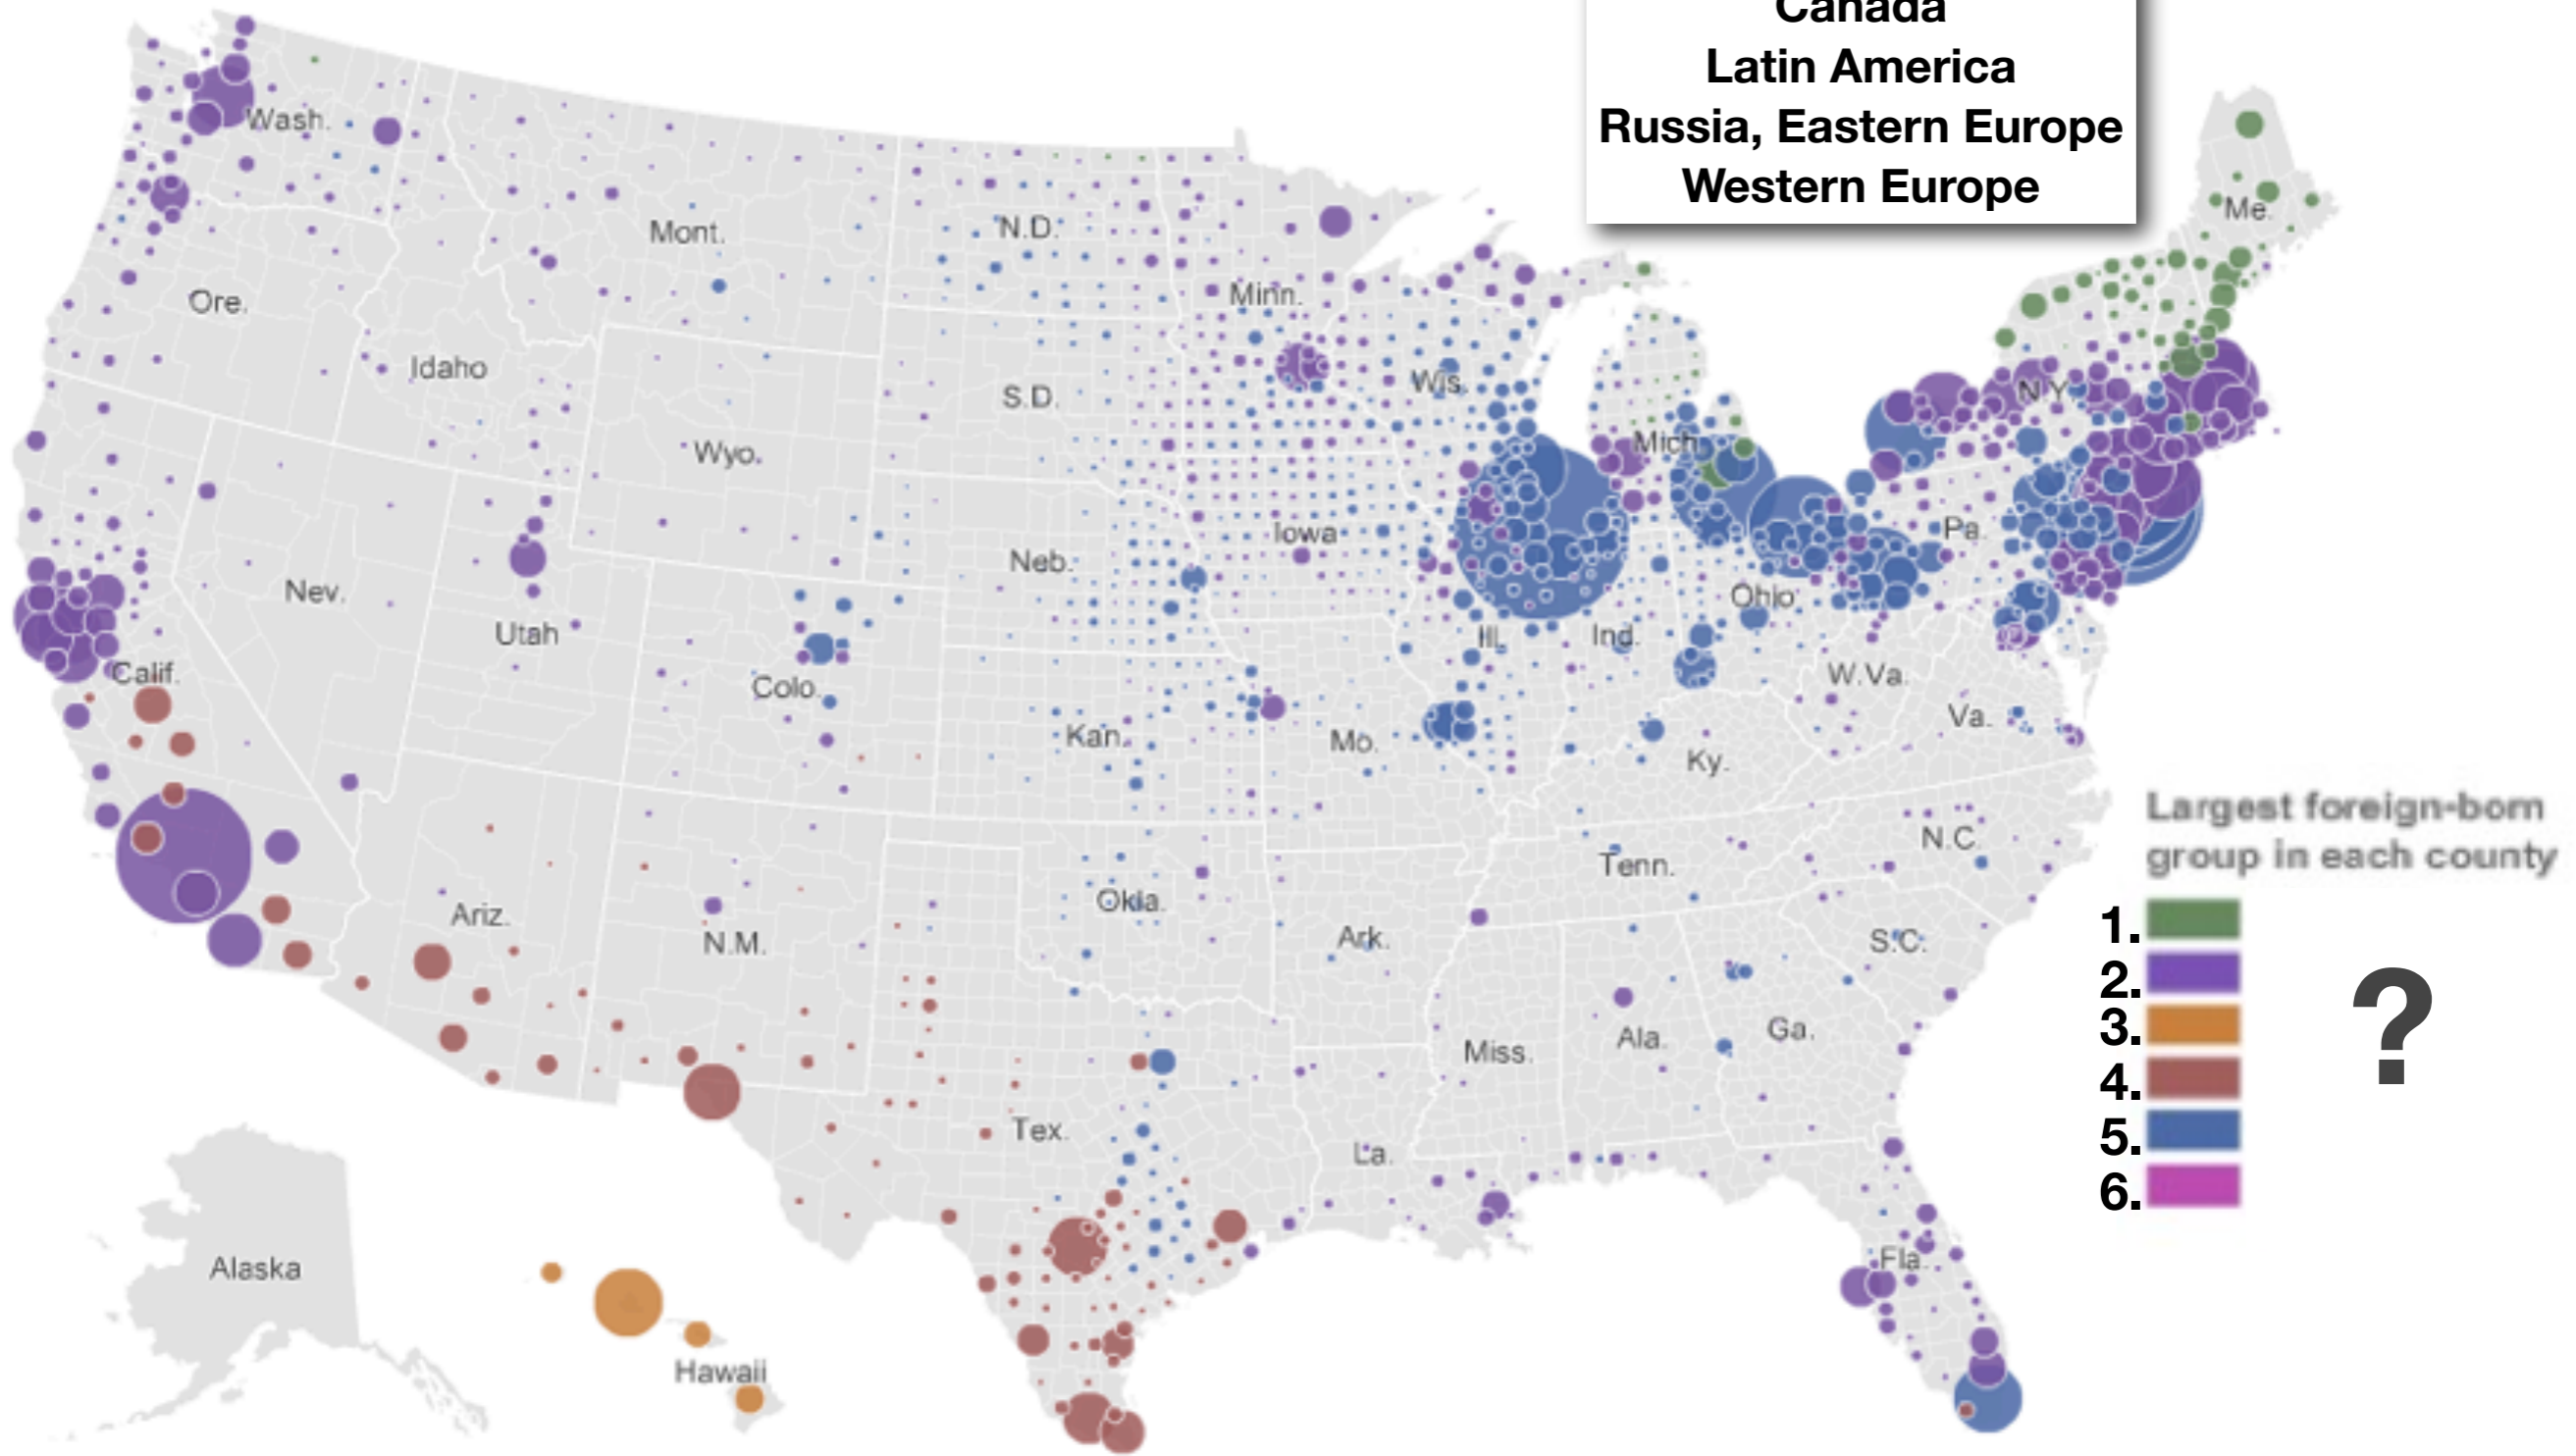 Canada
Latin America
Russia, Eastern Europe
Western Europe
Wash.
Mont.
N.D.
Minn.
Me.
Ore.
Idaho
S.D.
Wis.
N.Y.
Wyo.
Mich.
Nev.
Utah
Neb.
Iowa
Pa.
Ohio
Calif.
Colo.
Kan.
Mo.
Ill.
Ind.
W.Va.
Va.
Ky.
Largest foreign-born
group in each county
Ariz.
N.M.
Okla.
Ark.
Tenn.
N.C.
S.C.
Miss.
Ala.
Ga.
1.
2.
3.
4.
5.
6.
?
Tex.
La.
Fla.
Alaska
Hawaii